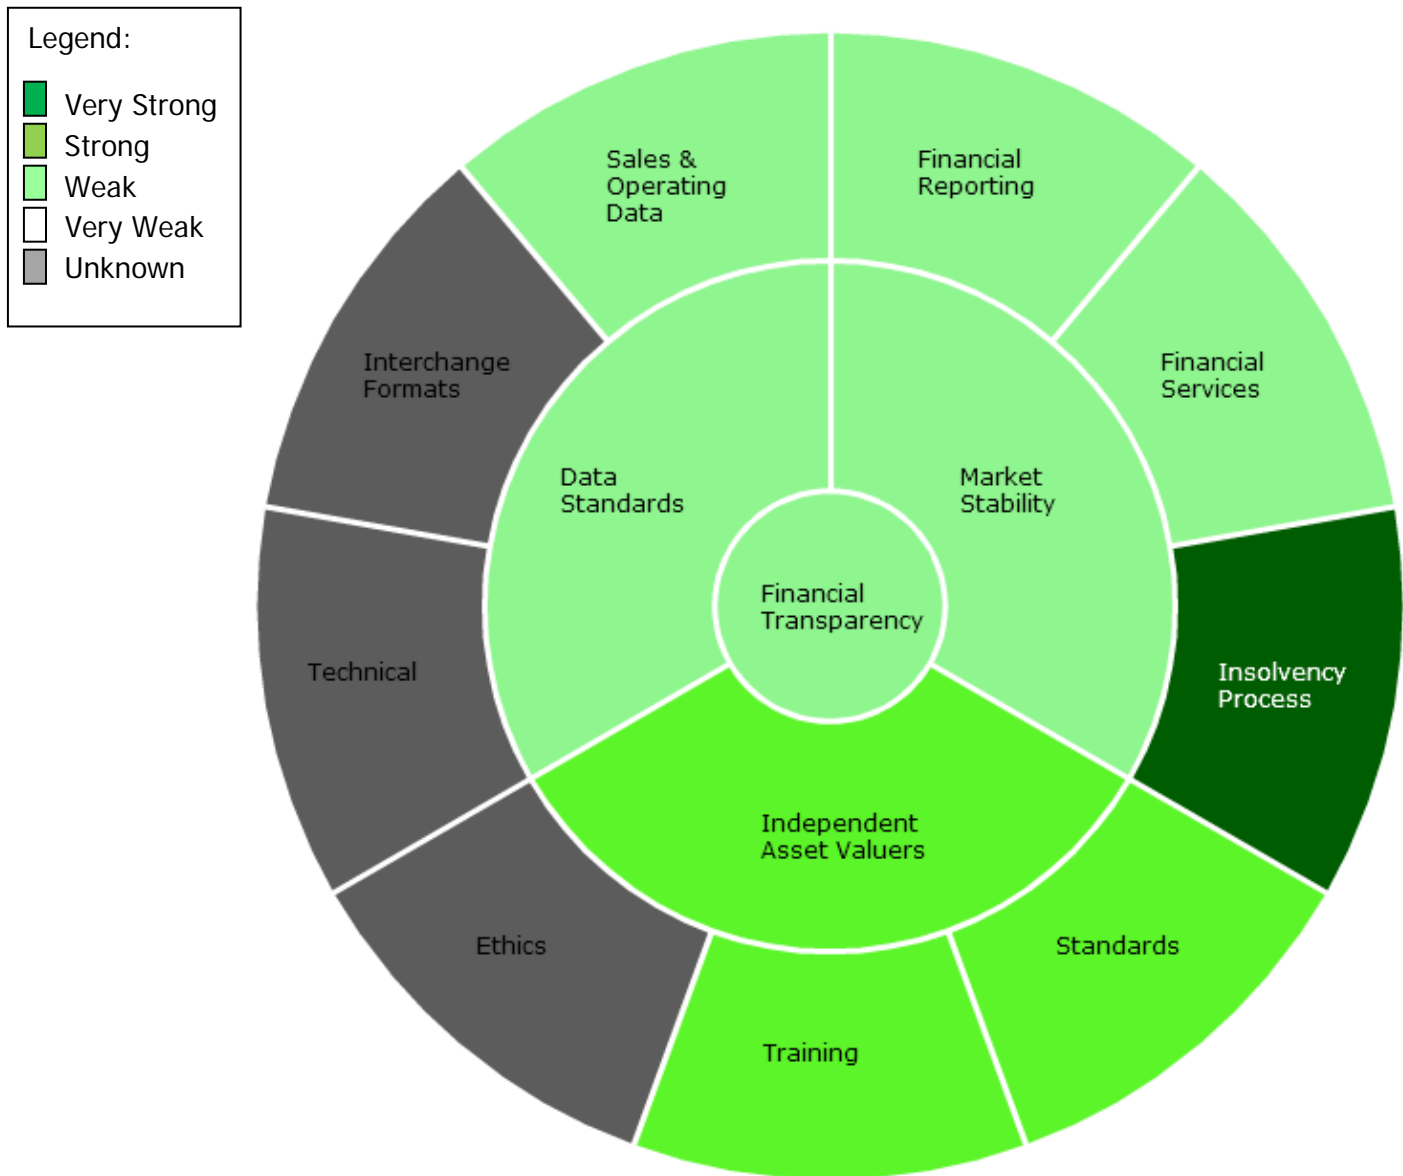 Legend:
Very Strong
Strong
Weak
Very Weak
Unknown
Sales &
Operating
Data
Financial
Reporting
Interchange
Formats
Financial
Services
Data
Standards
Market
Stability
Financial
Transparency
Technical
Insolvency
Process
Independent
Asset Valuers
Ethics
Standards
Training